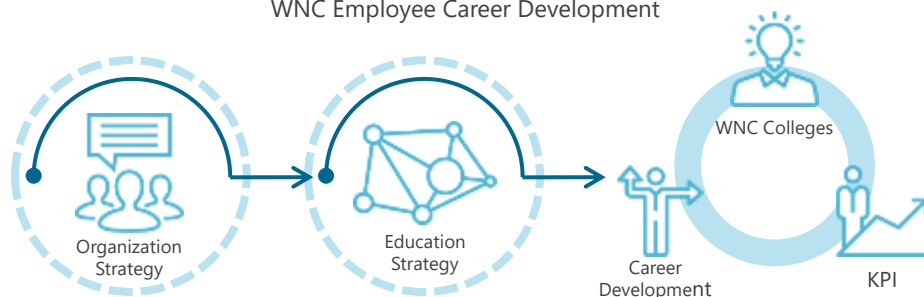 WNC Employee Career Development
WNC Colleges
Organization
Strategy
Education
Strategy
Career
Development
KPI